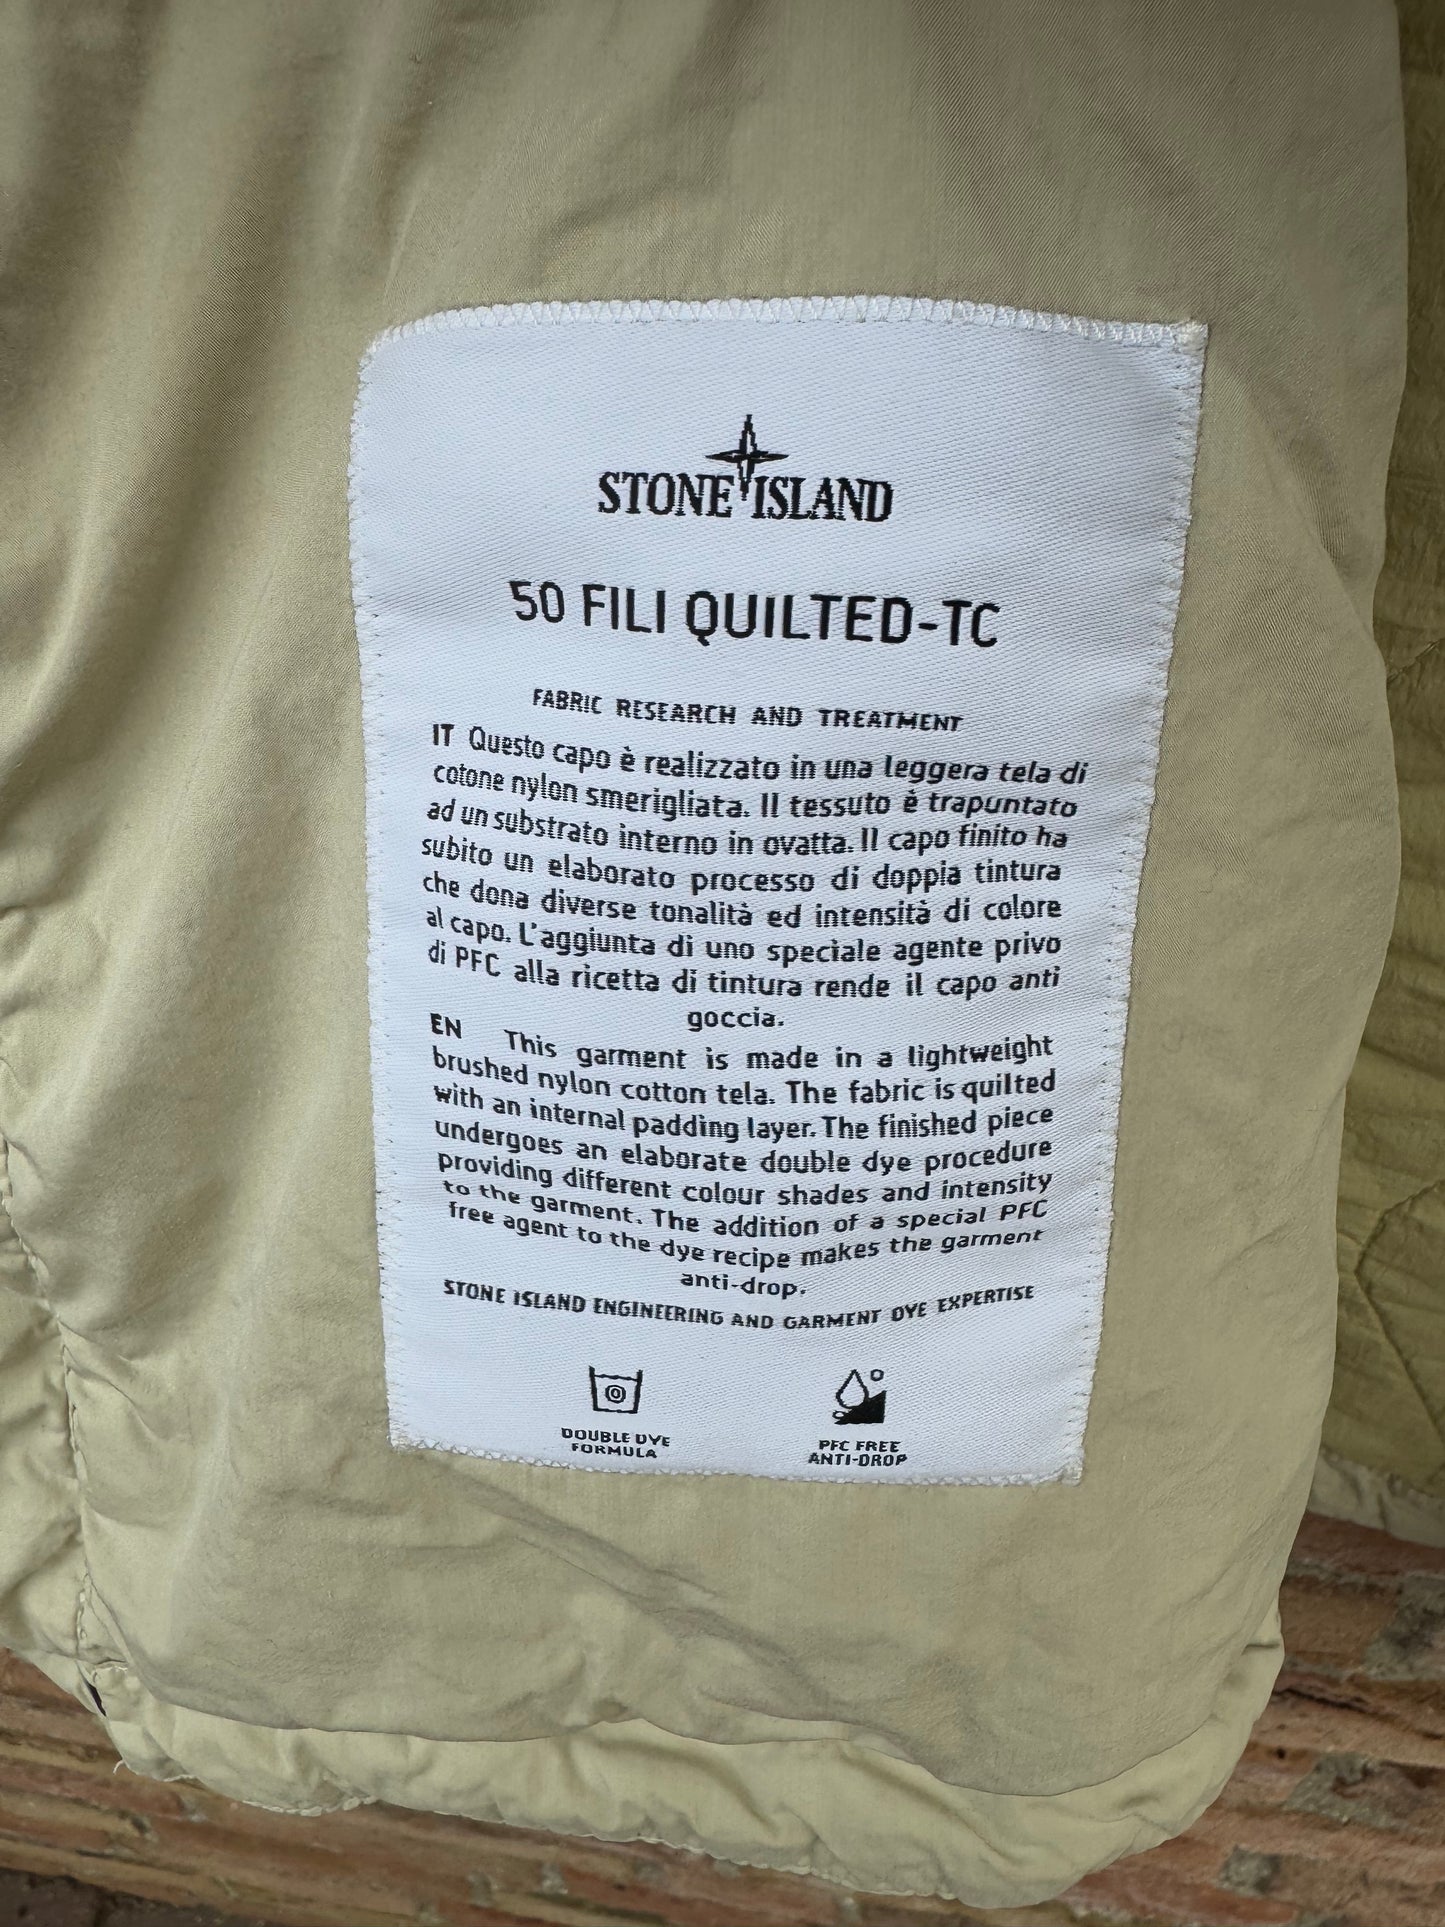 STONE ISLAND
50 FILI QUILTED-TC
FABRIC RESEARCH AND TREATMENT
IT Questo capo è realizzato in una leggera tela di
cotone nylon smerigliata. Il tessuto è trapuntato
ad un substrato interno in ovatta. Il capo finito ha
subito un elaborato processo di doppia tintura
che dona diverse tonalità ed intensità di colore
al capo. L'aggiunta di uno speciale agente privo
di PFC alla ricetta di tintura rende il capo anti
goccia.
EN This garment is made in a lightweight
brushed nylon cotton tela. The fabric is quilted
with an internal padding layer. The finished piece
undergoes an elaborate double dye procedure
providing different colour shades and intensity
to the garment. The addition of a special PFC
free agent to the dye recipe makes the garment
anti-drop.
STONE ISLAND ENGINEERING AND GARMENT DYE EXPERTISE
DOUBLE DYE
FORMULA
PFC FREE
ANTI-DROP